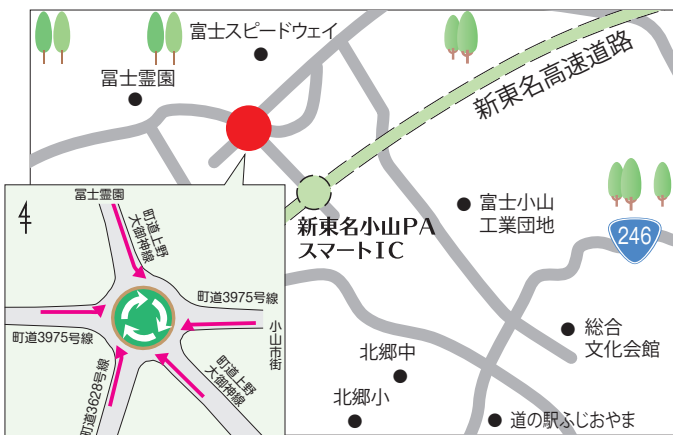 富士スピードウェイ
冨士霊園
新東名高速道路
新東名小山PA
スマートIC
富士小山
工業団地
246
総合
文化会館
北郷中
北郷小
道の駅ふじおやま
冨士霊園
町道上野
大御神線
町道3975号線
町道3975号線
小山市街
町道上野
大御神線
町道3628号線